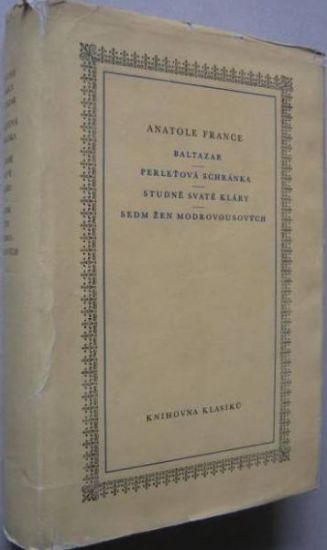 ANATOLE FRANCE
BALTAZAR
PERLEŤOVÁ SCHRÁNKA
STUDNĚ SVATÉ KLÁRY
SEDM ŽEN MODROVOUSOVÝCH
KNIHOVNA KLASIKŮ